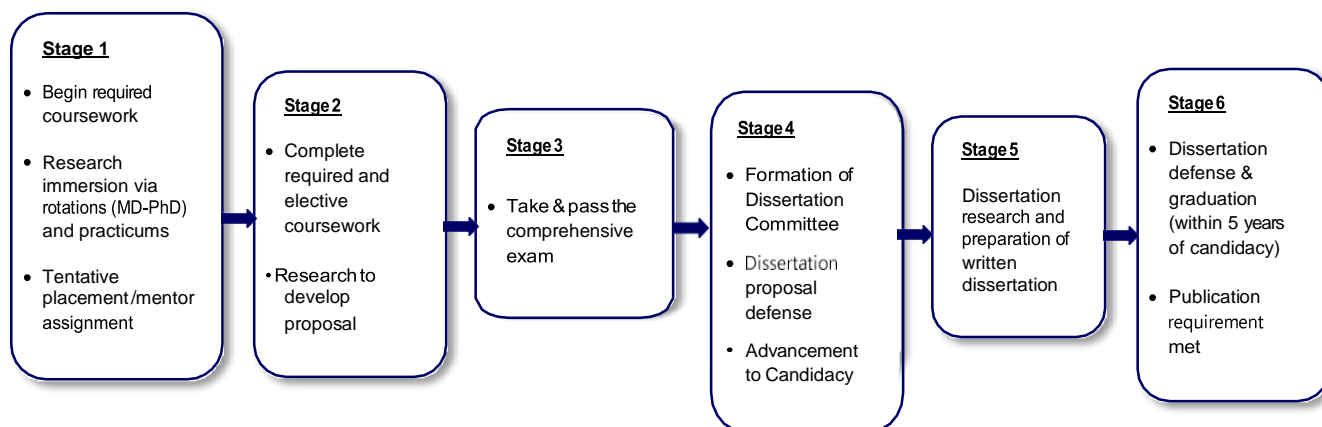 Stage 1
• Begin required
coursework
• Research
immersion via
rotations (MD-PhD)
and practicums
• Tentative
placement/mentor
assignment
Stage 2
• Complete
required and
elective
coursework
• Research to
develop
proposal
Stage 3
• Take & pass the
comprehensive
exam
Stage 4
• Formation of
Dissertation
Committee
• Dissertation
proposal
defense
• Advancement
to Candidacy
Stage 5
Dissertation
research and
preparation of
written
dissertation
Stage 6
• Dissertation
defense &
graduation
(within 5 years
of candidacy)
• Publication
requirement
met